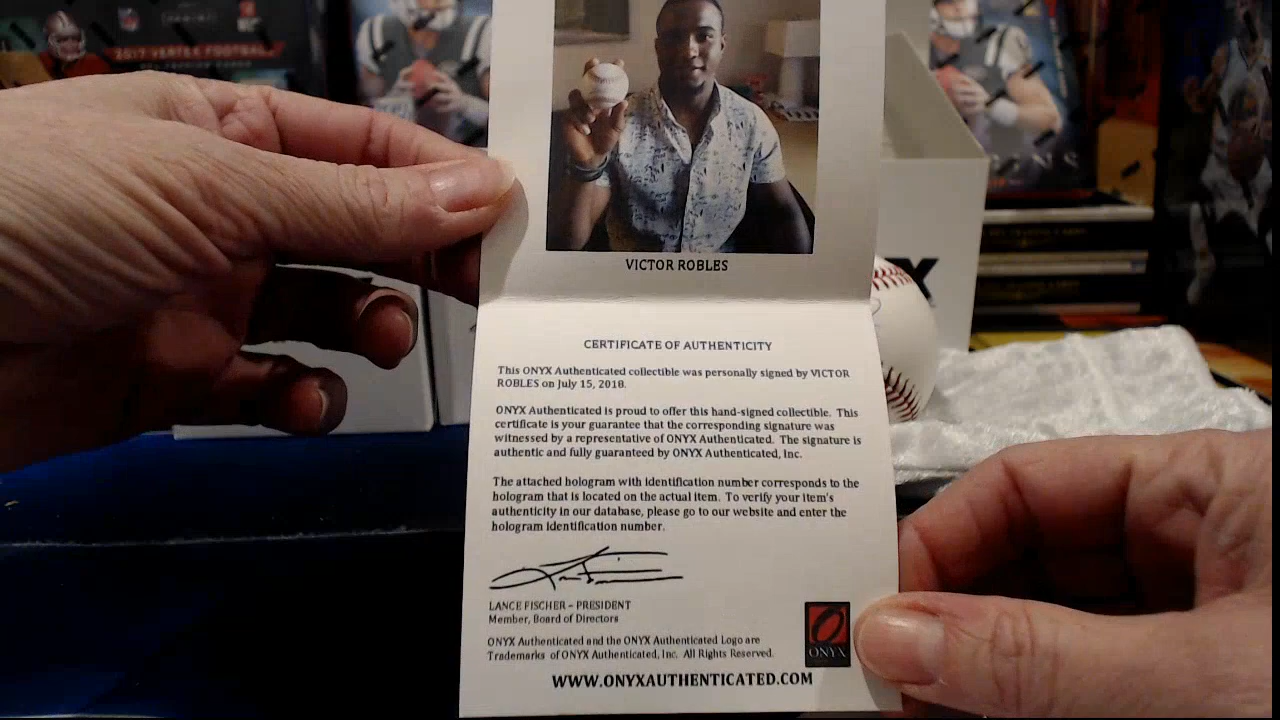 2017 VERTEX FOOTBALL
VICTOR ROBLES
CERTIFICATE OF AUTHENTICITY
This ONYX Authenticated collectible was personally signed by VICTOR
ROBLES on July 15, 2018.
ONYX Authenticated is proud to offer this hand-signed collectible. This
certificate is your guarantee that the corresponding signature was
witnessed by a representative of ONYX Authenticated. The signature is
authentic and fully guaranteed by ONYX Authenticated, Inc.
The attached hologram with identification number corresponds to the
hologram that is located on the actual item. To verify your item's
authenticity in our database, please go to our website and enter the
hologram identification number.
LANCE FISCHER – PRESIDENT
Member, Board of Directors
ONYX Authenticated and the ONYX Authenticated Logo are
Trademarks of ONYX Authenticated, Inc. All Rights Reserved.
ONYX
WWW.ONYXAUTHENTICATED.COM